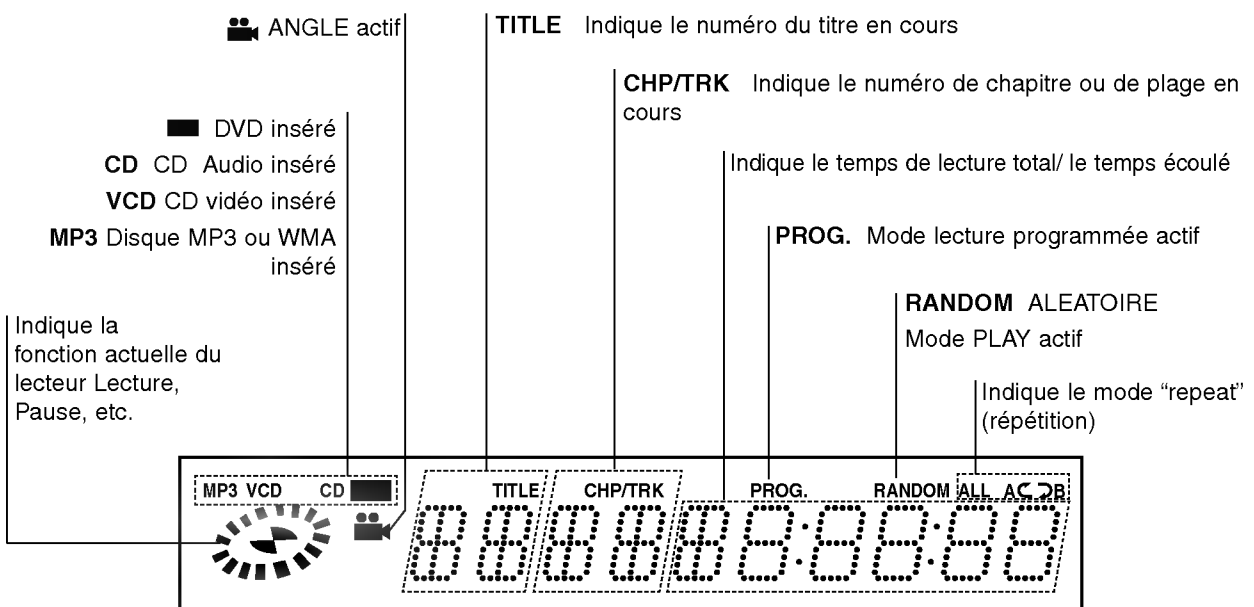 ANGLE actif
TITLE Indique le numéro du titre en cours
CHP/TRK Indique le numéro de chapitre ou de plage en
cours
DVD inséré
CD CD Audio inséré
VCD CD vidéo inséré
MP3 Disque MP3 ou WMA
inséré
Indique le temps de lecture total/ le temps écoulé
PROG. Mode lecture programmée actif
RANDOM ALEATOIRE
Mode PLAY actif
Indique la
fonction actuelle du
lecteur Lecture,
Pause, etc.
Indique le mode “repeat”
(répétition)
MP3 VCD CD TITLE CHP/TRK PROG. RANDOM ALL A B